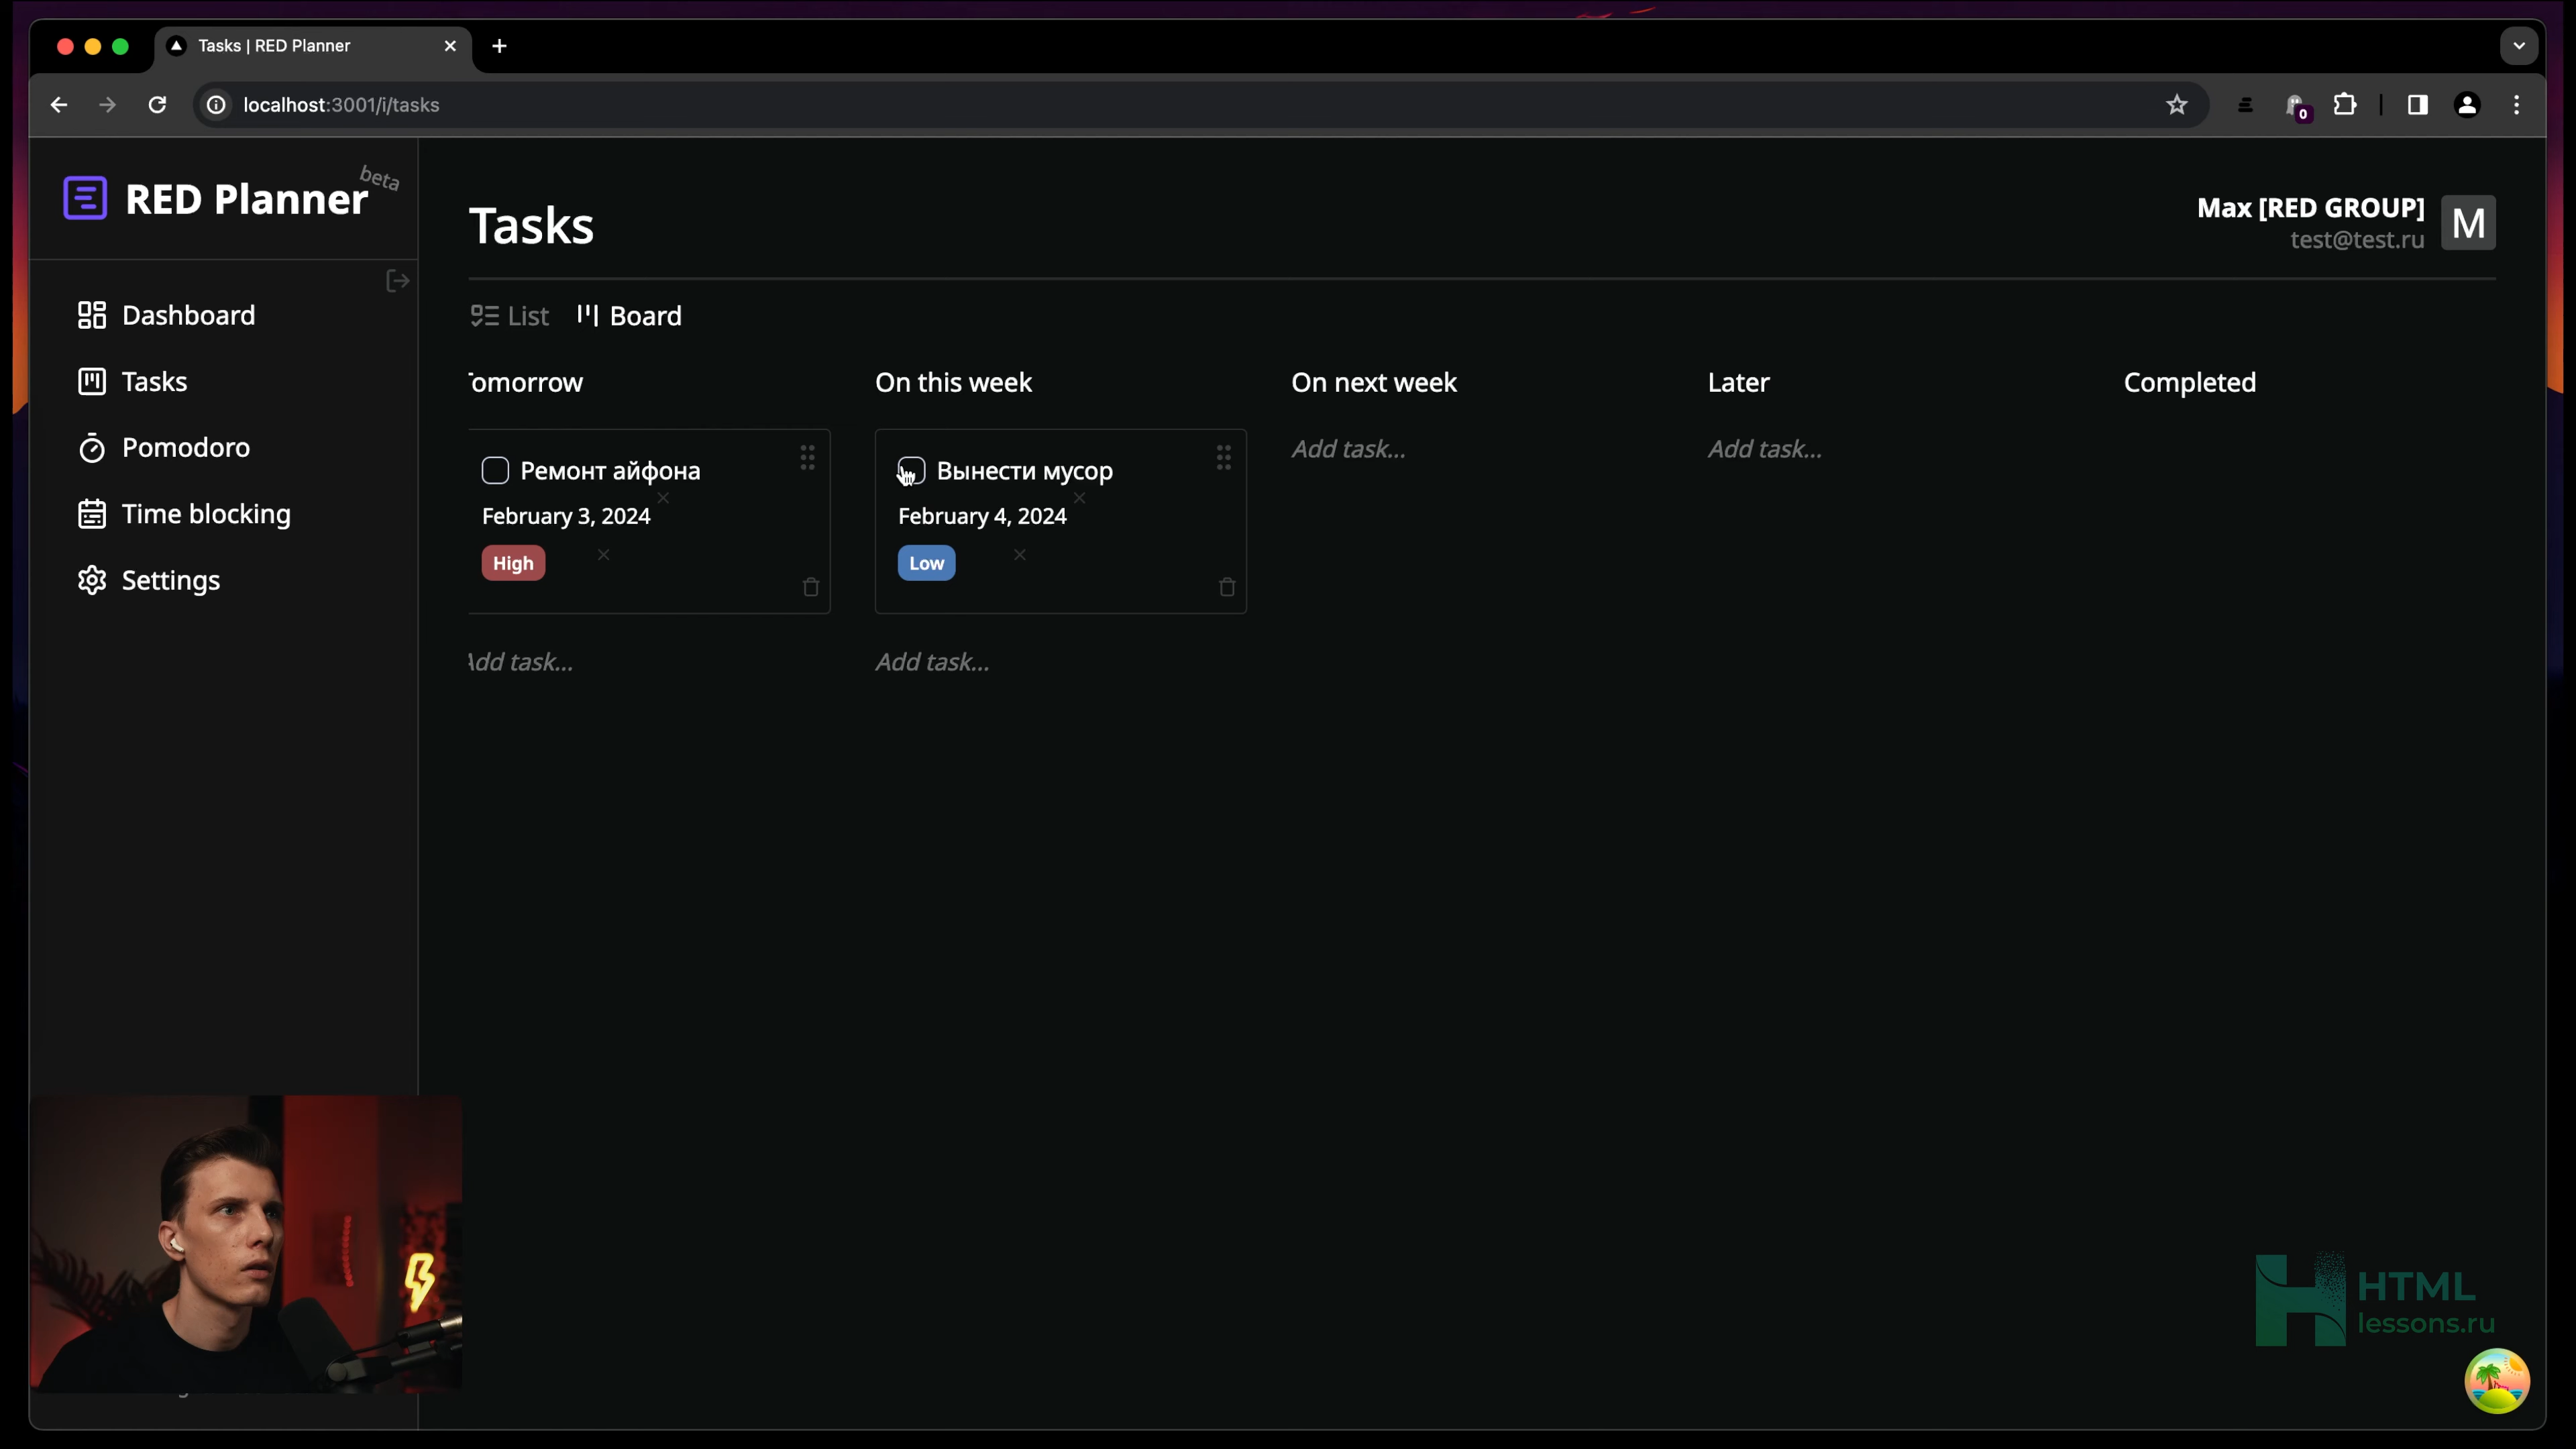 Tasks | RED Planner
localhost:3001/i/tasks
0
RED Planner
beta
Dashboard
Tasks
Pomodoro
Time blocking
Settings
Tasks
Max [RED GROUP]
test@test.ru
M
List
Board
omorrow
On this week
On next week
Later
Completed
Ремонт айфона
February 3, 2024
High
Add task...
Вынести мусор
February 4, 2024
Low
Add task...
Add task...
Add task...
HTML
lessons.ru